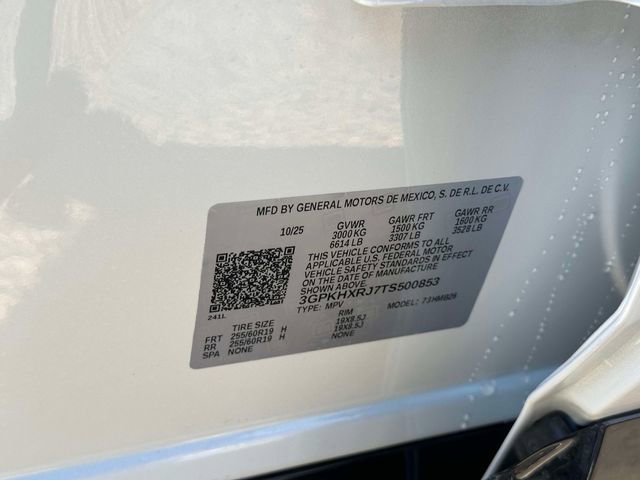 MFD BY GENERAL MOTORS DE MEXICO, S. DE R.L. DE C.V.
10/25 GVWR GAWR FRT GAWR RR
3000 KG 1500 KG 1600 KG
6614 LB 3307 LB 3528 LB
THIS VEHICLE CONFORMS TO ALL
APPLICABLE U.S. FEDERAL MOTOR
VEHICLE SAFETY STANDARDS IN EFFECT
ON THE DATE OF MANUFACTURE
3GPKHXRJ7TS500853
TYPE: MPV MODEL: 73HMB26
241L
TIRE SIZE RIM
FRT 255/60R19 H 19X8.5J
RR 255/60R19 H 19X8.5J
SPA NONE NONE